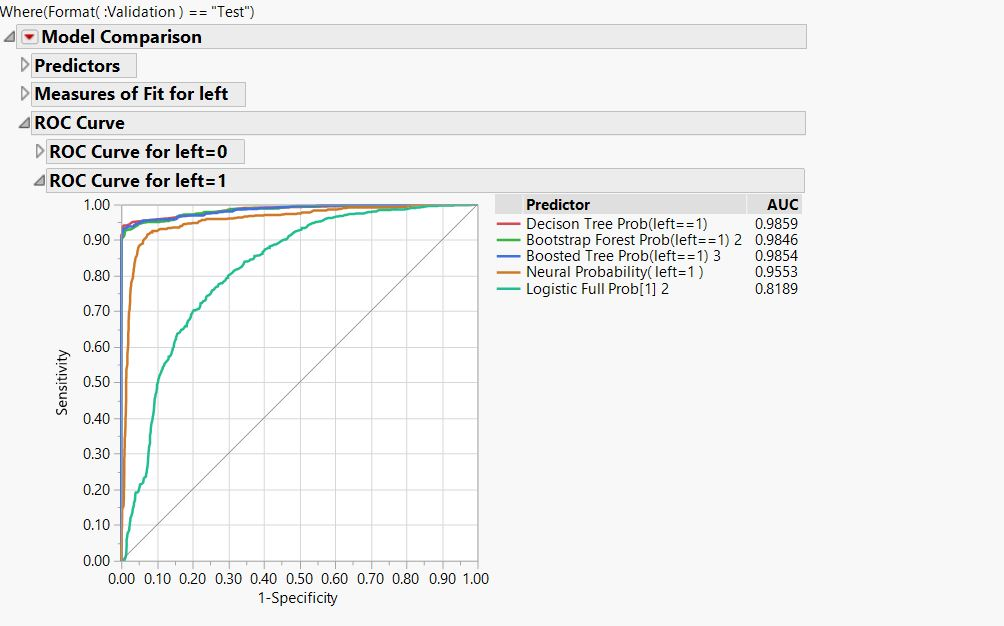 Where(Format( :Validation ) == "Test")
Model Comparison
Predictors
Measures of Fit for left
ROC Curve
ROC Curve for left=0
ROC Curve for left=1
Predictor AUC
Decison Tree Prob(left==1) 0.9859
Bootstrap Forest Prob(left==1) 2 0.9846
Boosted Tree Prob(left==1) 3 0.9854
Neural Probability( left=1 ) 0.9553
Logistic Full Prob[1] 2 0.8189
1.00
0.90
0.80
0.70
0.60
0.50
0.40
0.30
0.20
0.10
0.00
Sensitivity
0.00 0.10 0.20 0.30 0.40 0.50 0.60 0.70 0.80 0.90 1.00
1-Specificity